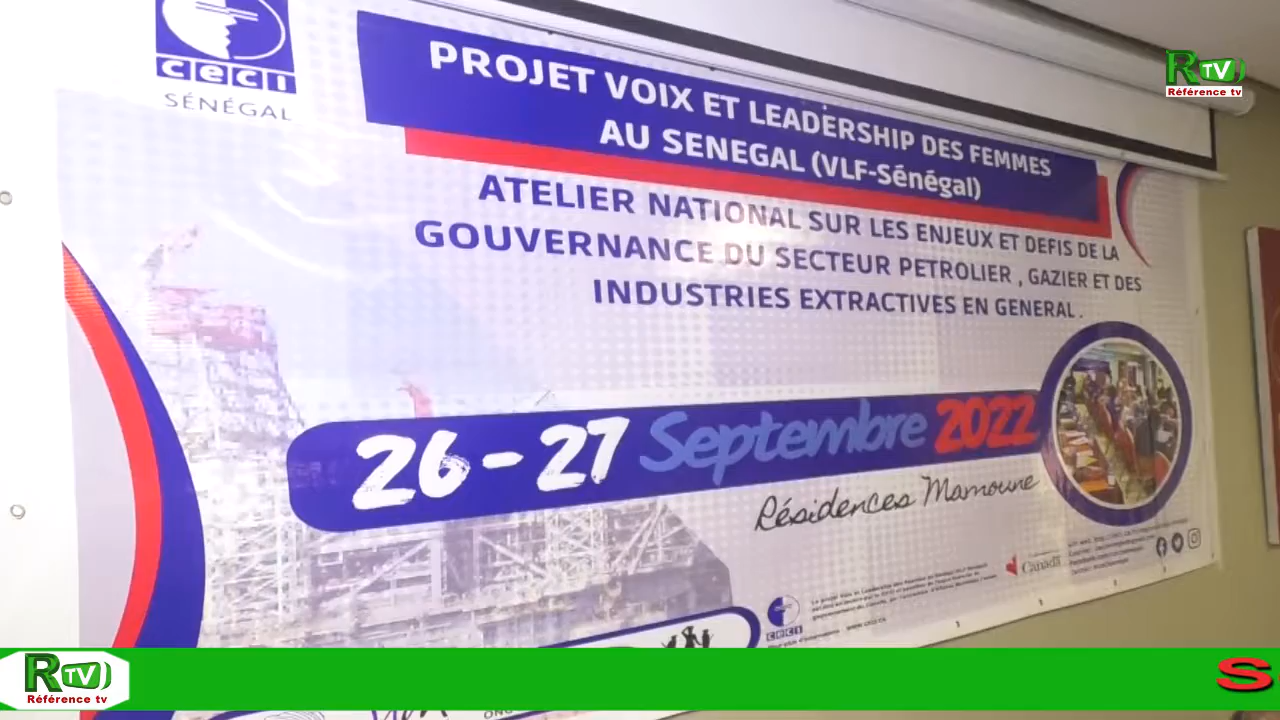 ceci
SÉNÉGAL
PROJET VOIX ET LEADERSHIP DES FEMMES
AU SENEGAL (VLF-Sénégal)
ATELIER NATIONAL SUR LES ENJEUX ET DEFIS DE LA
GOUVERNANCE DU SECTEUR PETROLIER , GAZIER ET DES
INDUSTRIES EXTRACTIVES EN GENERAL .
26 - 27 Septembre 2022
Résidences Mamoune
Canada
ceci
RTV
Référence tv
RTV
Référence tv
S